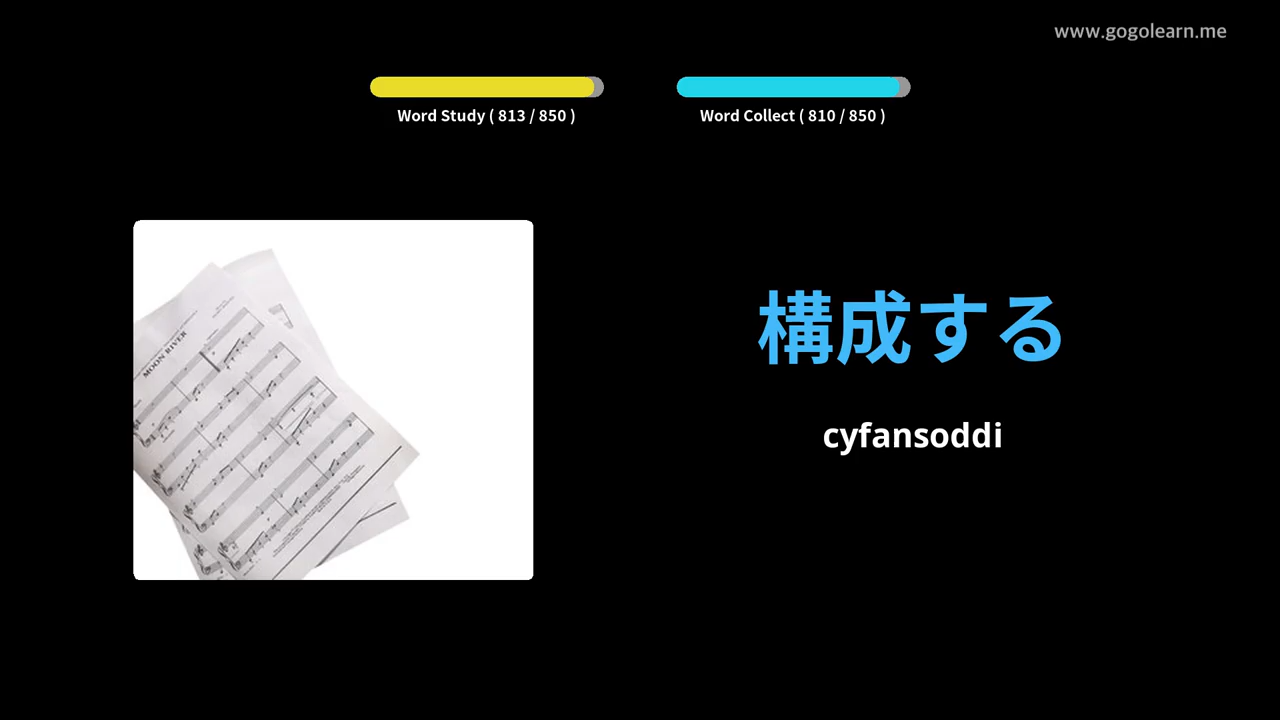 www.gogolearn.me
Word Study ( 813 / 850 )
Word Collect ( 810 / 850 )
MOON RIVER
構成する
cyfansoddi